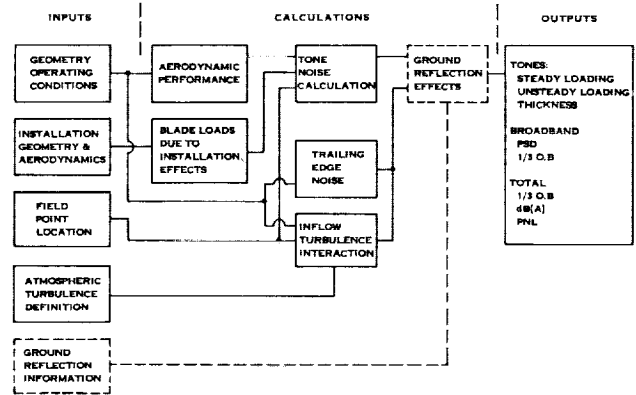 INPUTS
CALCULATIONS
OUTPUTS
GEOMETRY
OPERATING
CONDITIONS
AERODYNAMIC
PERFORMANCE
TONE
NOISE
CALCULATION
GROUND
REFLECTION
EFFECTS
TONES:
STEADY LOADING
UNSTEADY LOADING
THICKNESS
BROADBAND
PSD
1/3 O.B
TOTAL
1/3 O.B
dB(A)
PNL
INSTALLATION
GEOMETRY &
AERODYNAMICS
BLADE LOADS
DUE TO
INSTALLATION
EFFECTS
TRAILING
EDGE
NOISE
FIELD
POINT
LOCATION
INFLOW
TURBULENCE
INTERACTION
ATMOSPHERIC
TURBULENCE
DEFINITION
GROUND
REFLECTION
INFORMATION